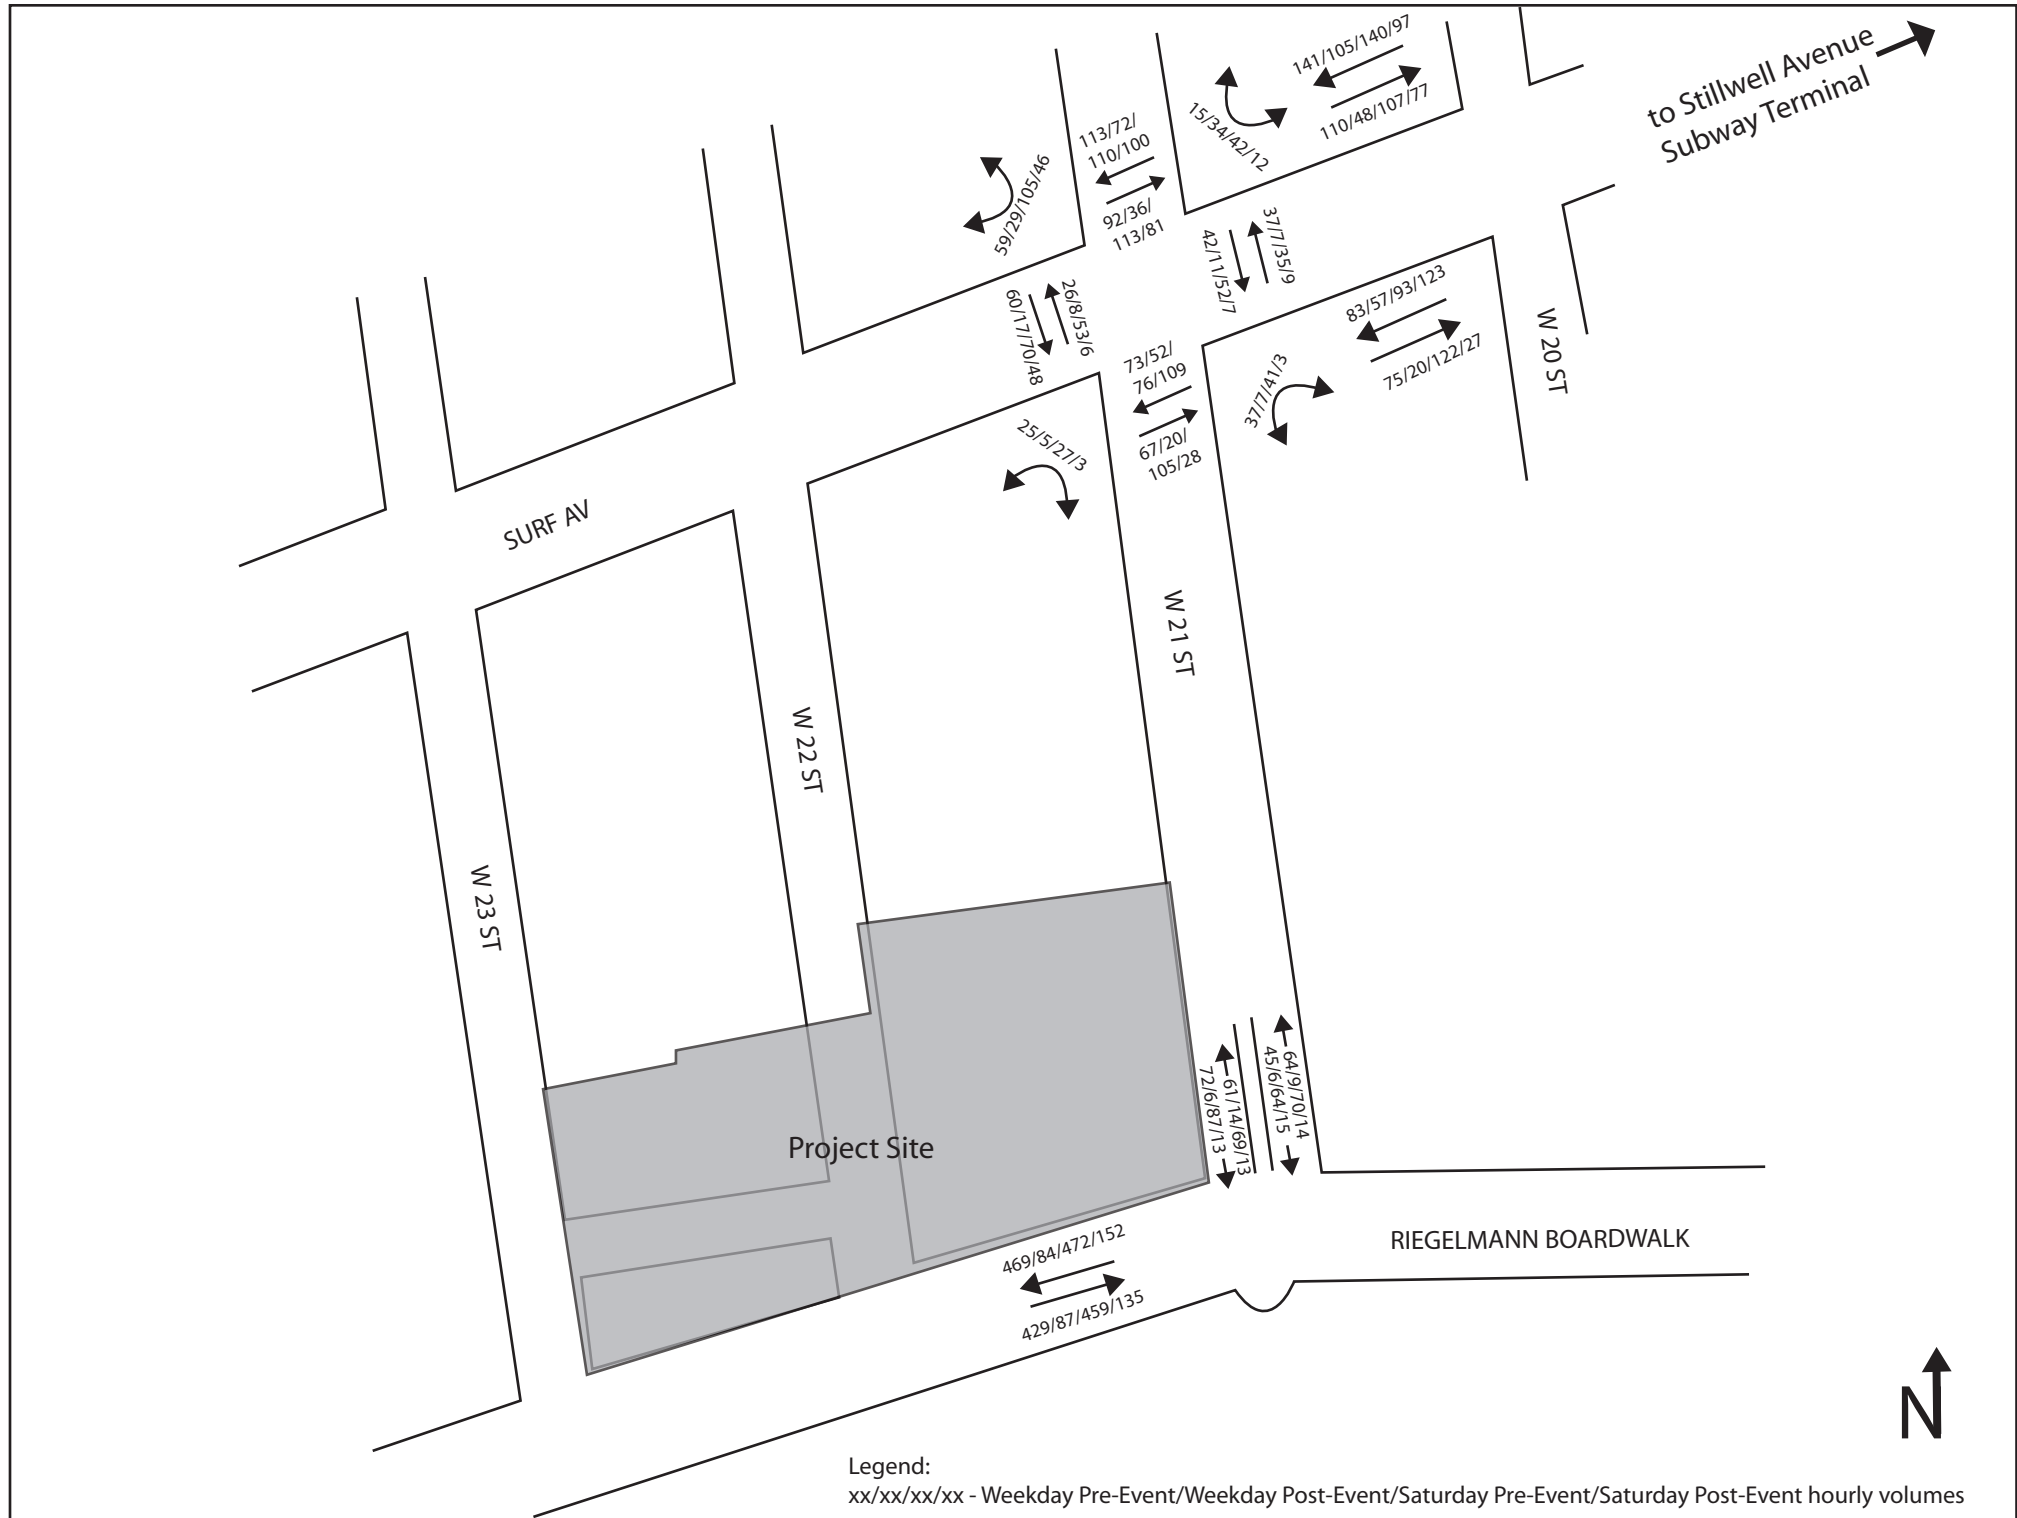 141/105/140/97
110/48/107/77
to Stillwell Avenue
Subway Terminal
15/34/42/12
113/72/
110/100
92/36/
113/81
59/29/105/46
37/7/35/9
42/11/52/7
26/8/53/6
60/17/70/48
83/57/93/123
75/20/122/27
W 20 ST
73/52/
76/109
67/20/
105/28
37/7/41/3
25/5/27/3
SURF AV
W 21 ST
W 22 ST
W 23 ST
64/9/70/14
45/6/64/15
61/14/69/13
72/6/87/13
Project Site
469/84/472/152
429/87/459/135
RIEGELMANN BOARDWALK
N
Legend:
xx/xx/xx/xx - Weekday Pre-Event/Weekday Post-Event/Saturday Pre-Event/Saturday Post-Event hourly volumes